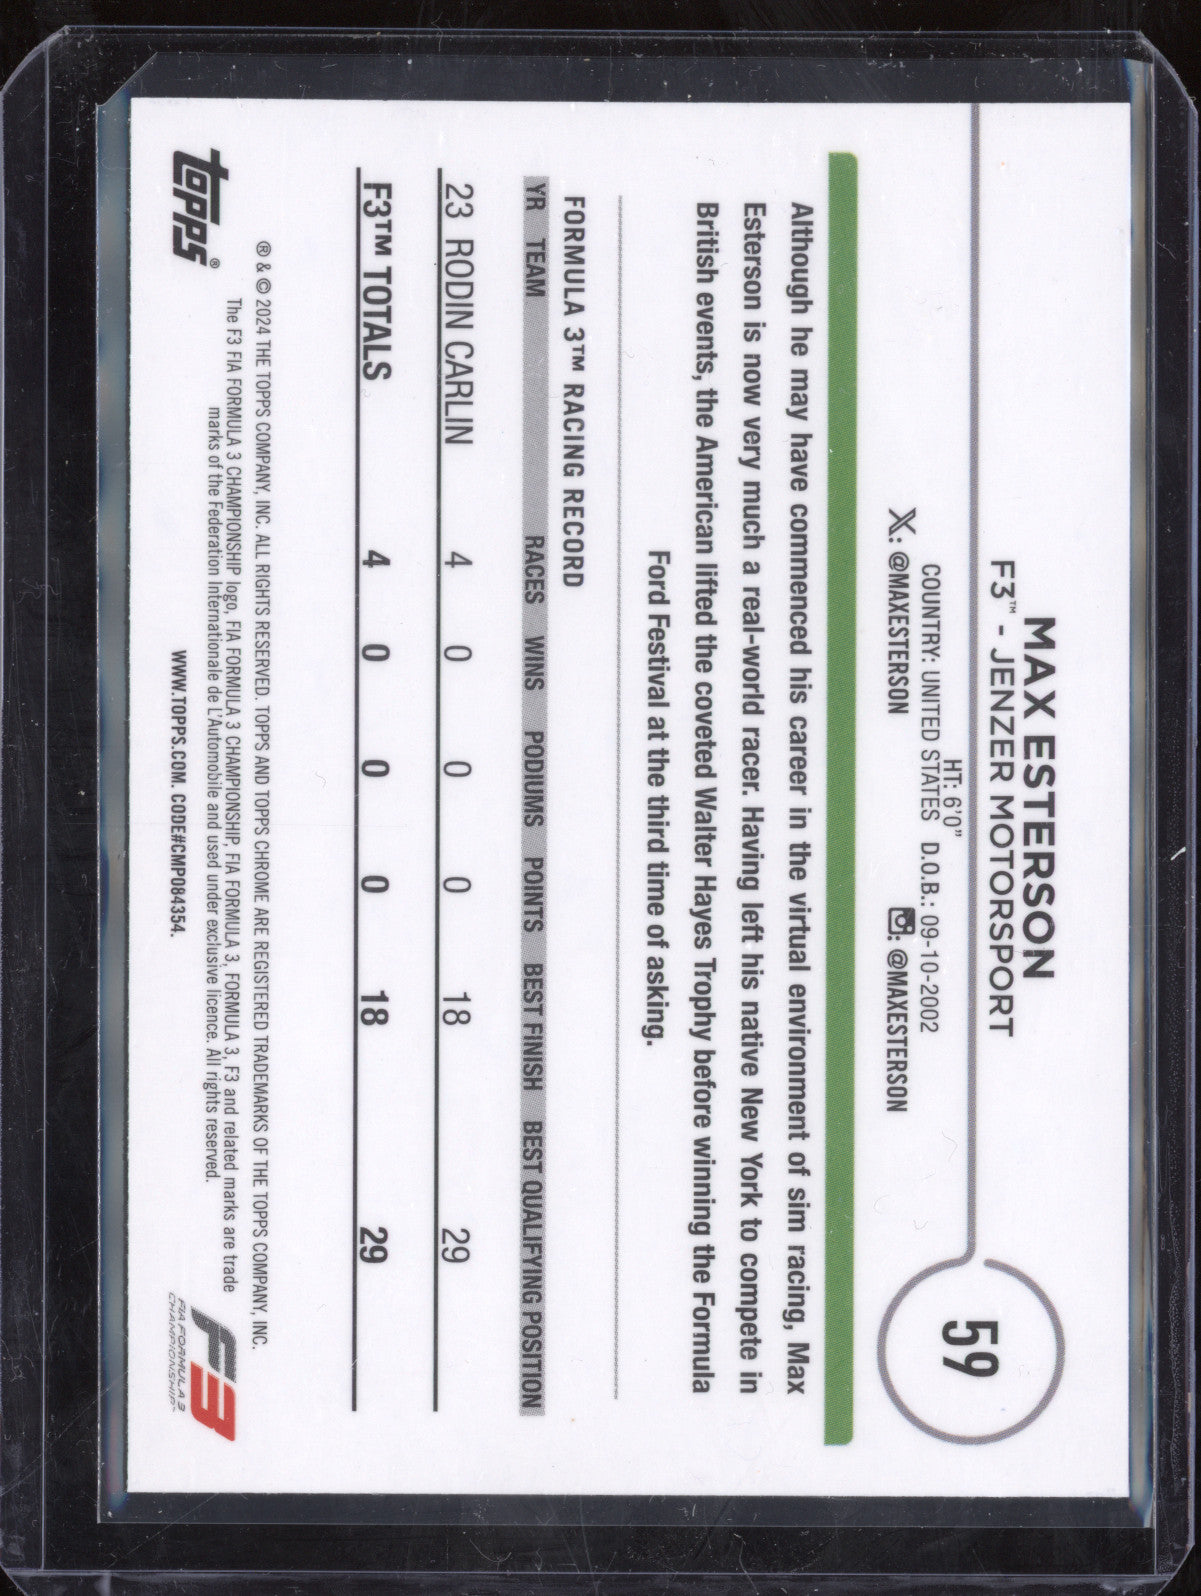 59
MAX ESTERSON
F3™ - JENZER MOTORSPORT
HT: 6'0"
COUNTRY: UNITED STATES D.O.B.: 09-10-2002
X: @MAXESTERSON : @MAXESTERSON
Although he may have commenced his career in the virtual environment of sim racing, Max
Esterson is now very much a real-world racer. Having left his native New York to compete in
British events, the American lifted the coveted Walter Hayes Trophy before winning the Formula
Ford Festival at the third time of asking.
FORMULA 3™ RACING RECORD
YR TEAM RACES WINS PODIUMS POINTS BEST FINISH BEST QUALIFYING POSITION
23 RODIN CARLIN 4 0 0 0 18 29
F3™ TOTALS 4 0 0 0 18 29
® & © 2024 THE TOPPS COMPANY, INC. ALL RIGHTS RESERVED. TOPPS AND TOPPS CHROME ARE REGISTERED TRADEMARKS OF THE TOPPS COMPANY, INC.
The F3 FIA FORMULA 3 CHAMPIONSHIP logo, FIA FORMULA 3 CHAMPIONSHIP, FIA FORMULA 3, FORMULA 3, F3 and related marks are trade
marks of the Federation Internationale de L'Automobile and used under exclusive licence. All rights reserved.
WWW.TOPPS.COM. CODE#CMP084354.
topps®
F3
FIA FORMULA 3
CHAMPIONSHIP™